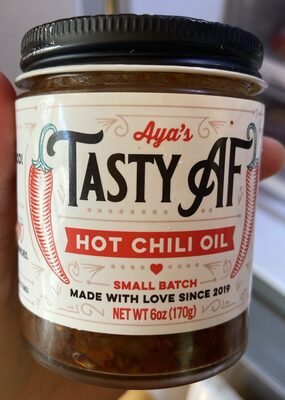 Aya's
TASTY AF
HOT CHILI OIL
SMALL BATCH
MADE WITH LOVE SINCE 2019
NET WT 6oz (170g)